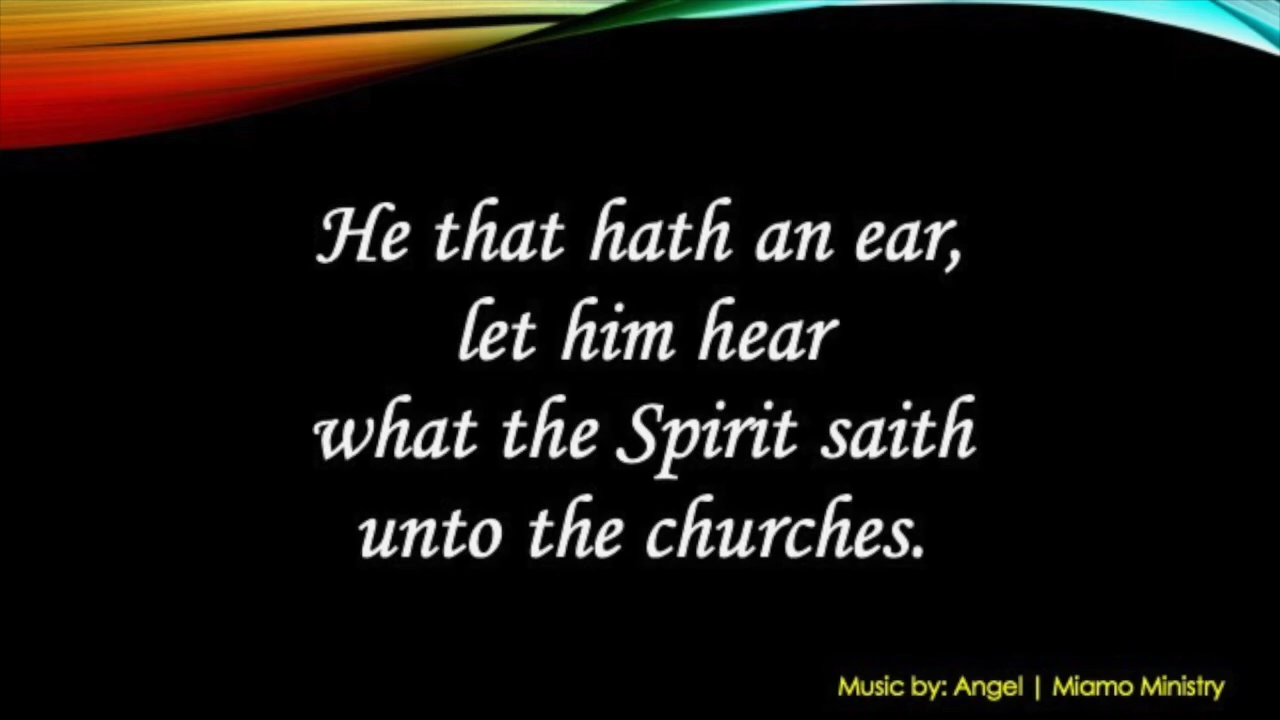 He that hath an ear,
let him hear
what the Spirit saith
unto the churches.
Music by: Angel | Miamo Ministry